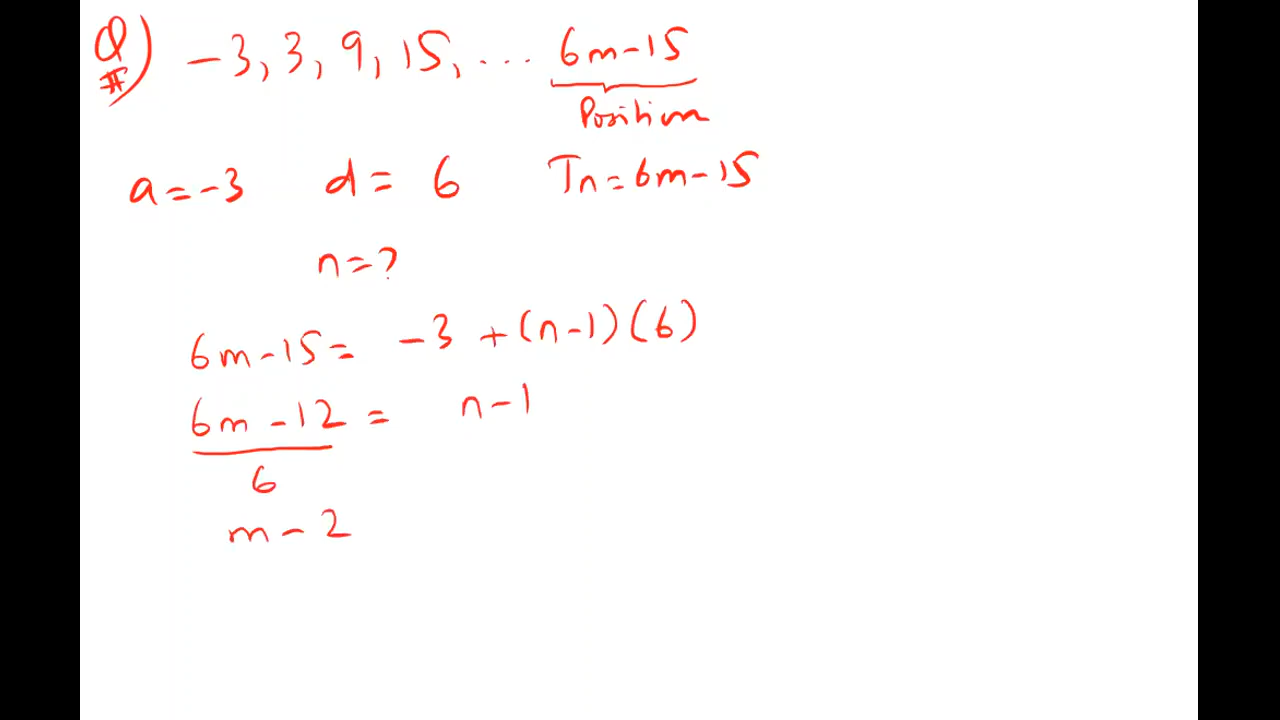 Q) -3, 3, 9, 15, ... 6m-15
Position
a=-3 d= 6 Tn=6m-15
n=?
6m-15= -3 +(n-1)(6)
6m-12 = n-1
6
m-2